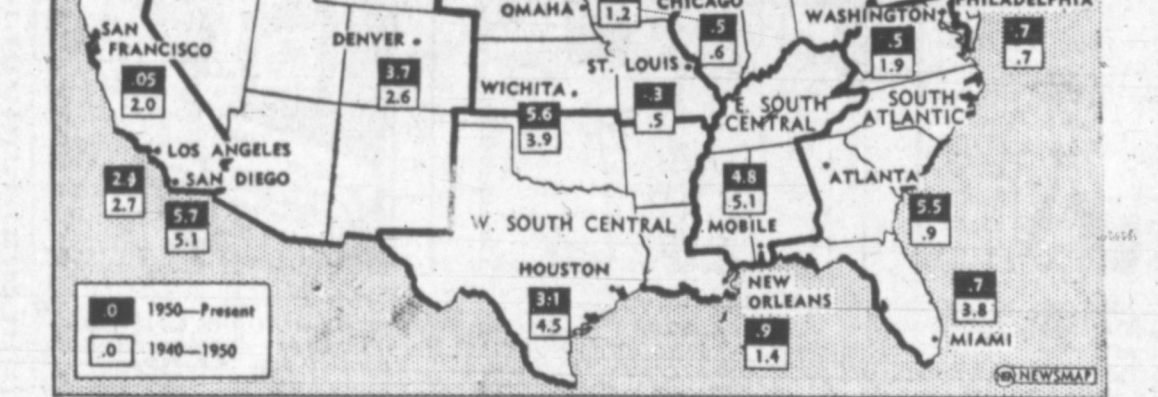 OMAHA
1.2
CHICAGO
.5
.6
WASHINGTON
.5
1.9
PHILADELPHIA
.7
.7
SAN
FRANCISCO
.05
2.0
DENVER
3.7
2.6
ST. LOUIS
.3
.5
WICHITA
5.6
3.9
E. SOUTH
CENTRAL
SOUTH
ATLANTIC
LOS ANGELES
2.7
SAN DIEGO
5.7
5.1
4.8
5.1
MOBILE
ATLANTA
5.5
.9
W. SOUTH CENTRAL
HOUSTON
3.1
4.5
NEW
ORLEANS
.9
1.4
.7
3.8
MIAMI
.0 1950—Present
.0 1940—1950
NEA NEWSMAP